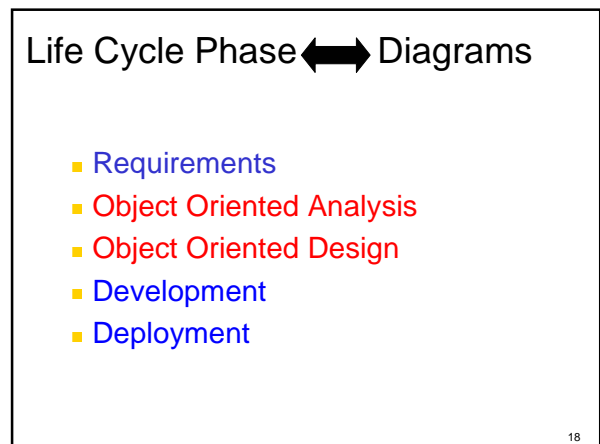 Life Cycle Phase Diagrams
Requirements
Object Oriented Analysis
Object Oriented Design
Development
Deployment
18